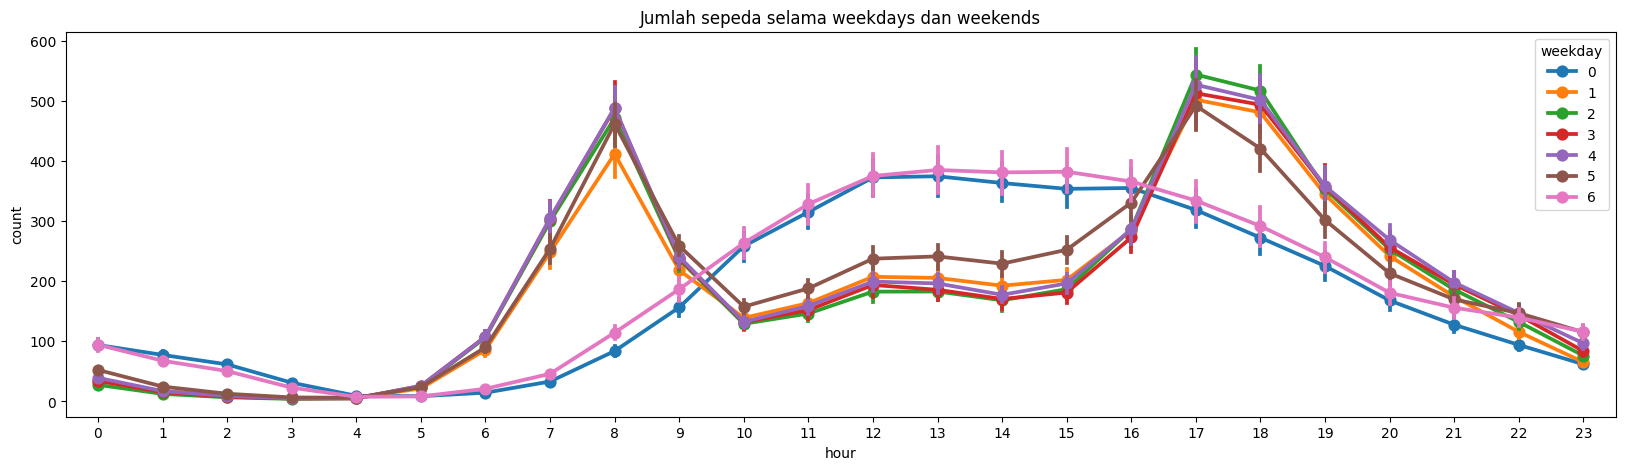 Jumlah sepeda selama weekdays dan weekends
600
500
400
300
200
100
0
count
0 1 2 3 4 5 6 7 8 9 10 11 12 13 14 15 16 17 18 19 20 21 22 23
hour
weekday
0
1
2
3
4
5
6